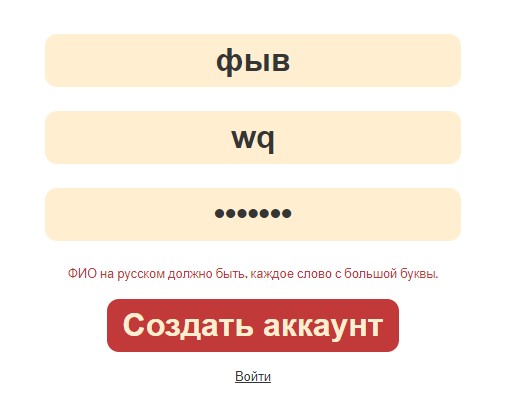 фыв
wq
•••••••
ФИО на русском должно быть, каждое слово с большой буквы.
Создать аккаунт
Войти